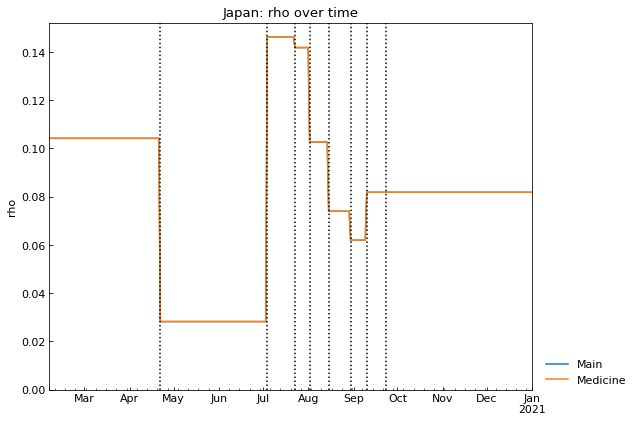 Japan: rho over time
0.14
0.12
0.10
0.08
0.06
0.04
0.02
0.00
rho
Mar Apr May Jun Jul Aug Sep Oct Nov Dec Jan
2021
Main
Medicine